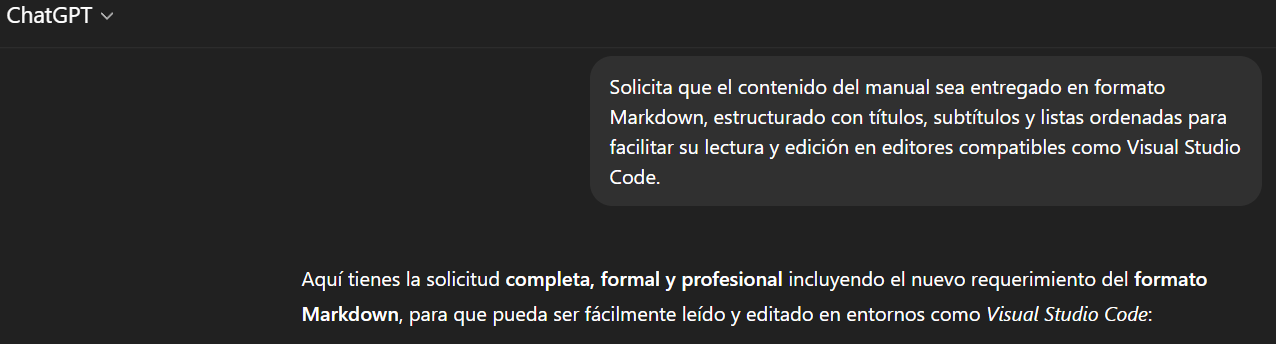 ChatGPT
Solicita que el contenido del manual sea entregado en formato
Markdown, estructurado con títulos, subtítulos y listas ordenadas para
facilitar su lectura y edición en editores compatibles como Visual Studio
Code.
Aquí tienes la solicitud completa, formal y profesional incluyendo el nuevo requerimiento del formato
Markdown, para que pueda ser fácilmente leído y editado en entornos como Visual Studio Code: